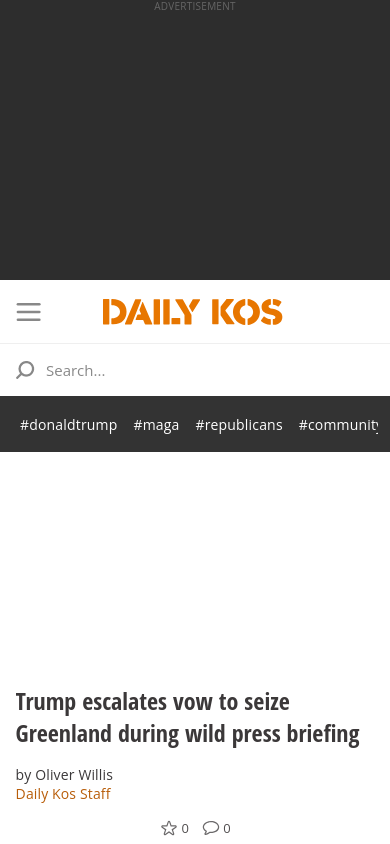 ADVERTISEMENT
DAILY KOS
Search...
#donaldtrump #maga #republicans #community
Trump escalates vow to seize
Greenland during wild press briefing
by Oliver Willis
Daily Kos Staff
0 0